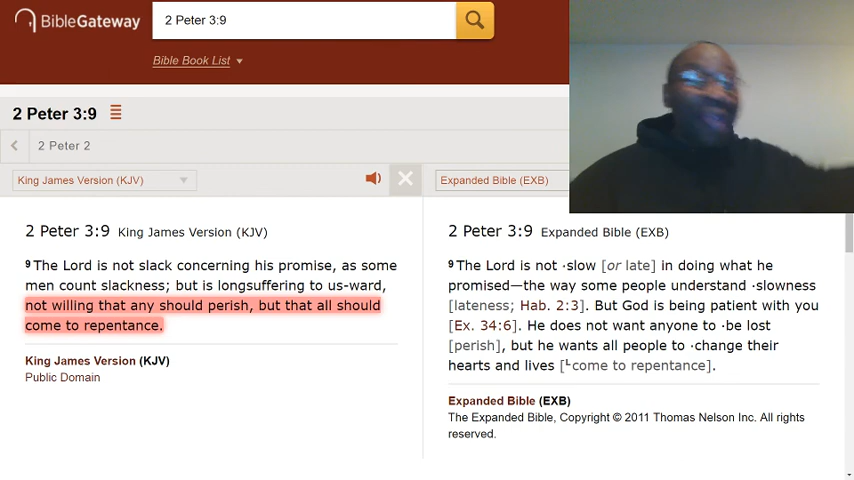 BibleGateway
2 Peter 3:9
Bible Book List
2 Peter 3:9
2 Peter 2
King James Version (KJV)
2 Peter 3:9 King James Version (KJV)
9 The Lord is not slack concerning his promise, as some
men count slackness; but is longsuffering to us-ward,
not willing that any should perish, but that all should
come to repentance.
King James Version (KJV)
Public Domain
Expanded Bible (EXB)
2 Peter 3:9 Expanded Bible (EXB)
9 The Lord is not ·slow [or late] in doing what he
promised—the way some people understand ·slowness
[lateness; Hab. 2:3]. But God is being patient with you
[Ex. 34:6]. He does not want anyone to ·be lost
[perish], but he wants all people to ·change their
hearts and lives [Lcome to repentance].
Expanded Bible (EXB)
The Expanded Bible, Copyright © 2011 Thomas Nelson Inc. All rights
reserved.